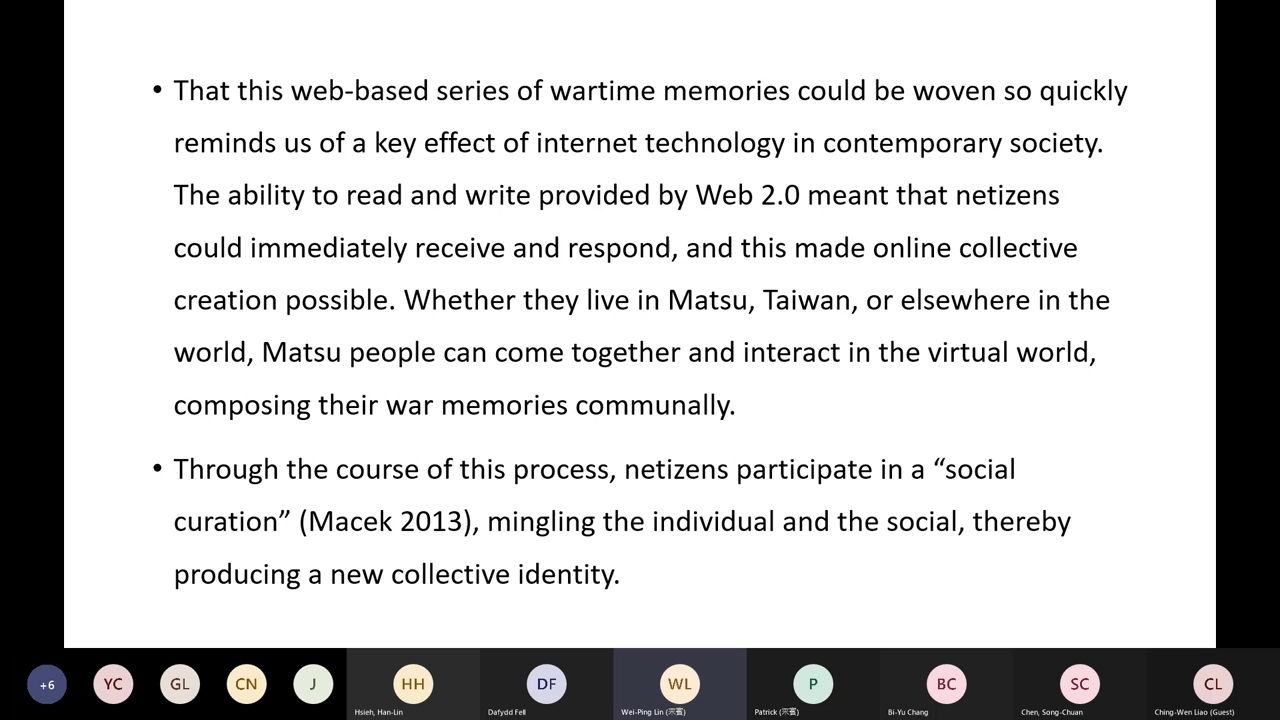 • That this web-based series of wartime memories could be woven so quickly
reminds us of a key effect of internet technology in contemporary society.
The ability to read and write provided by Web 2.0 meant that netizens
could immediately receive and respond, and this made online collective
creation possible. Whether they live in Matsu, Taiwan, or elsewhere in the
world, Matsu people can come together and interact in the virtual world,
composing their war memories communally.
• Through the course of this process, netizens participate in a “social
curation” (Macek 2013), mingling the individual and the social, thereby
producing a new collective identity.
+6
YC
GL
CN
J
HH
DF
WL
P
BC
SC
CL
Hsieh, Han-Lin
Dafydd Fell
Wei-Ping Lin
Patrick
Bi-Yu Chang
Chen, Song-Chuan
Ching-Wen Liao (Guest)